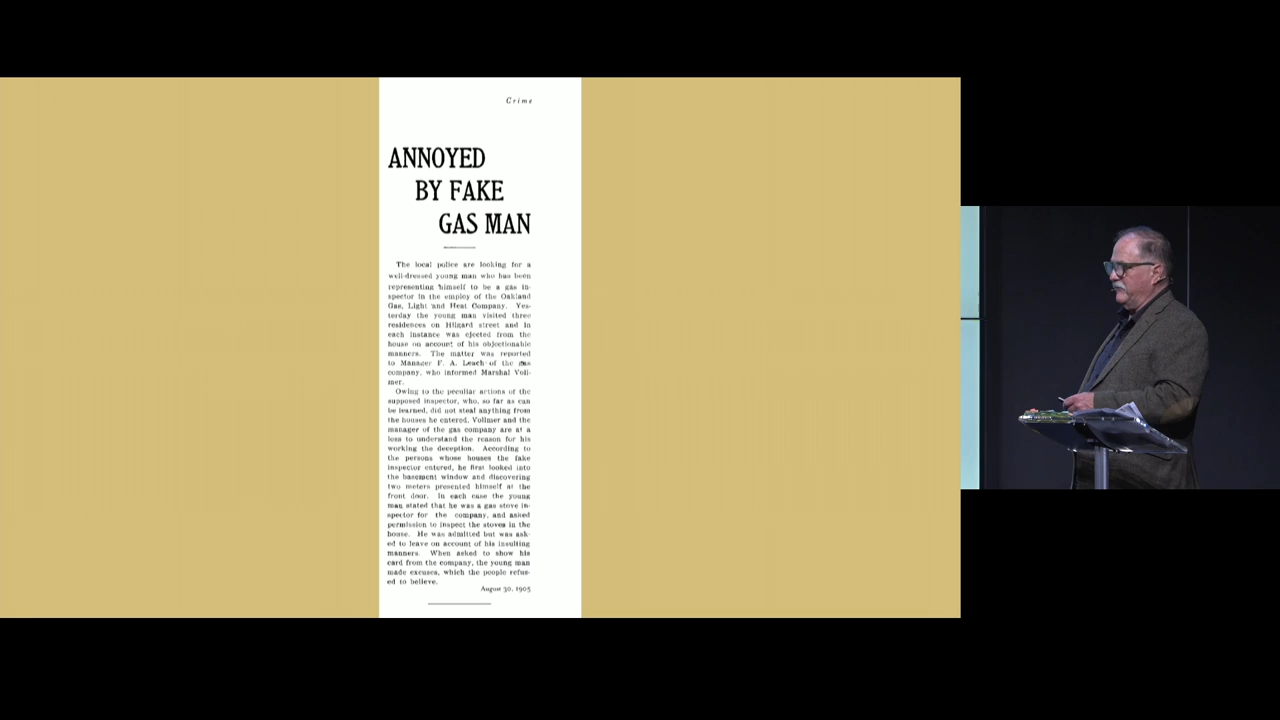 Crime
ANNOYED
BY FAKE
GAS MAN
The local police are looking for a
well-dressed young man who has been
representing himself to be a gas in-
spector in the employ of the Oakland
Gas, Light and Heat Company. Yes-
terday the young man visited three
residences on Hilgard street and in
each instance was ejected from the
house on account of his objectionable
manners. The matter was reported
to Manager F. A. Leach of the gas
company, who informed Marshal Voll-
mer.
Owing to the peculiar actions of the
supposed inspector, who, so far as can
be learned, did not steal anything from
the houses he entered, Vollmer and the
manager of the gas company are at a
loss to understand the reason for his
working the deception. According to
the persons whose houses the fake
inspector entered, he first looked into
the basement window and discovering
two meters presented himself at the
front door. In each case the young
man stated that he was a gas stove in-
spector for the company, and asked
permission to inspect the stoves in the
house. He was admitted but was ask-
ed to leave on account of his insulting
manners. When asked to show his
card from the company, the young man
made excuses, which the people refus-
ed to believe.
August 30, 1905